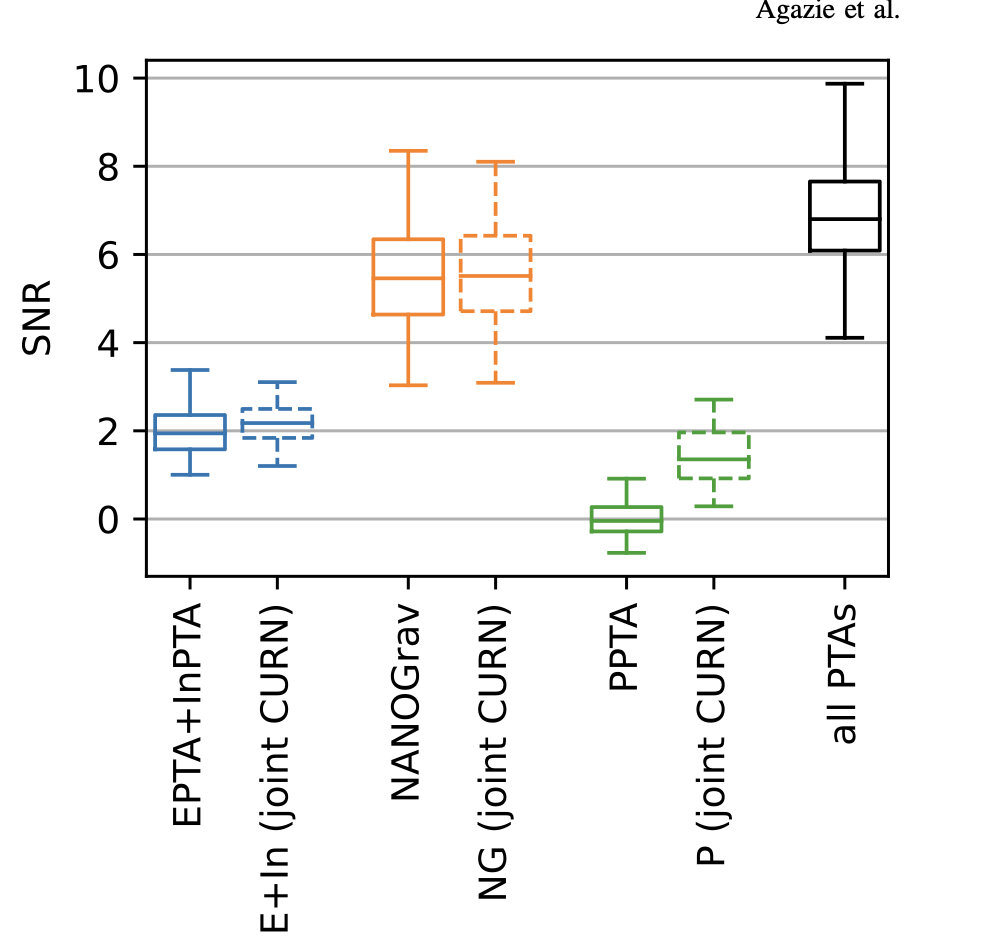 Agazie et al.
10
8
6
4
2
0
SNR
EPTA+InPTA
E+In (joint CURN)
NANOGrav
NG (joint CURN)
PPTA
P (joint CURN)
all PTAs